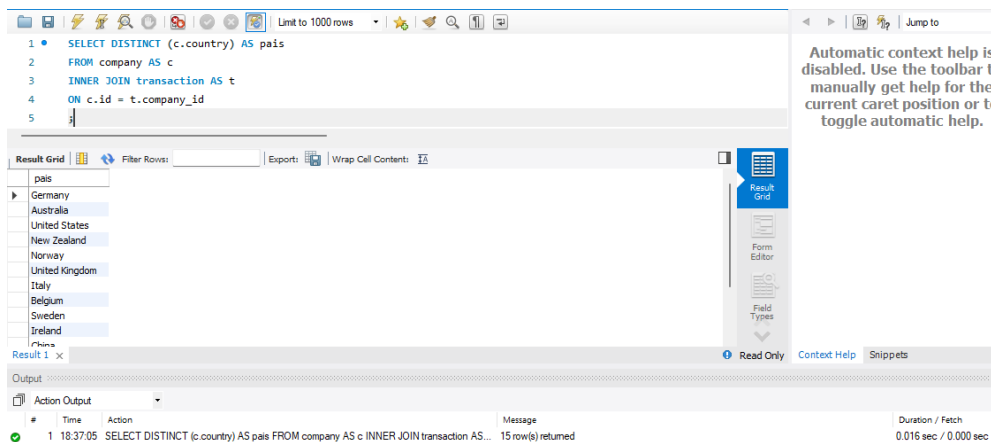 Limit to 1000 rows
Jump to
1 SELECT DISTINCT (c.country) AS pais
2 FROM company AS c
3 INNER JOIN transaction AS t
4 ON c.id = t.company_id
5 ;
Automatic context help is
disabled. Use the toolbar t
manually get help for the
current caret position or t
toggle automatic help.
Result Grid Filter Rows: Export: Wrap Cell Content: IA
pais
Germany
Australia
United States
New Zealand
Norway
United Kingdom
Italy
Belgium
Sweden
Ireland
China
Result Grid
Form Editor
Field Types
Result 1 ×
Read Only
Context Help Snippets
Output
Action Output
# Time Action Message Duration / Fetch
1 18:37:05 SELECT DISTINCT (c.country) AS pais FROM company AS c INNER JOIN transaction AS... 15 row(s) returned 0.016 sec / 0.000 se